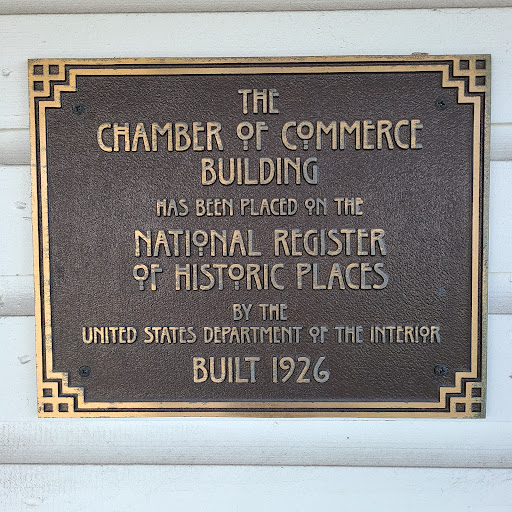 THE
CHAMBER OF COMMERCE
BUILDING
HAS BEEN PLACED ON THE
NATIONAL REGISTER
OF HISTORIC PLACES
BY THE
UNITED STATES DEPARTMENT OF THE INTERIOR
BUILT 1926